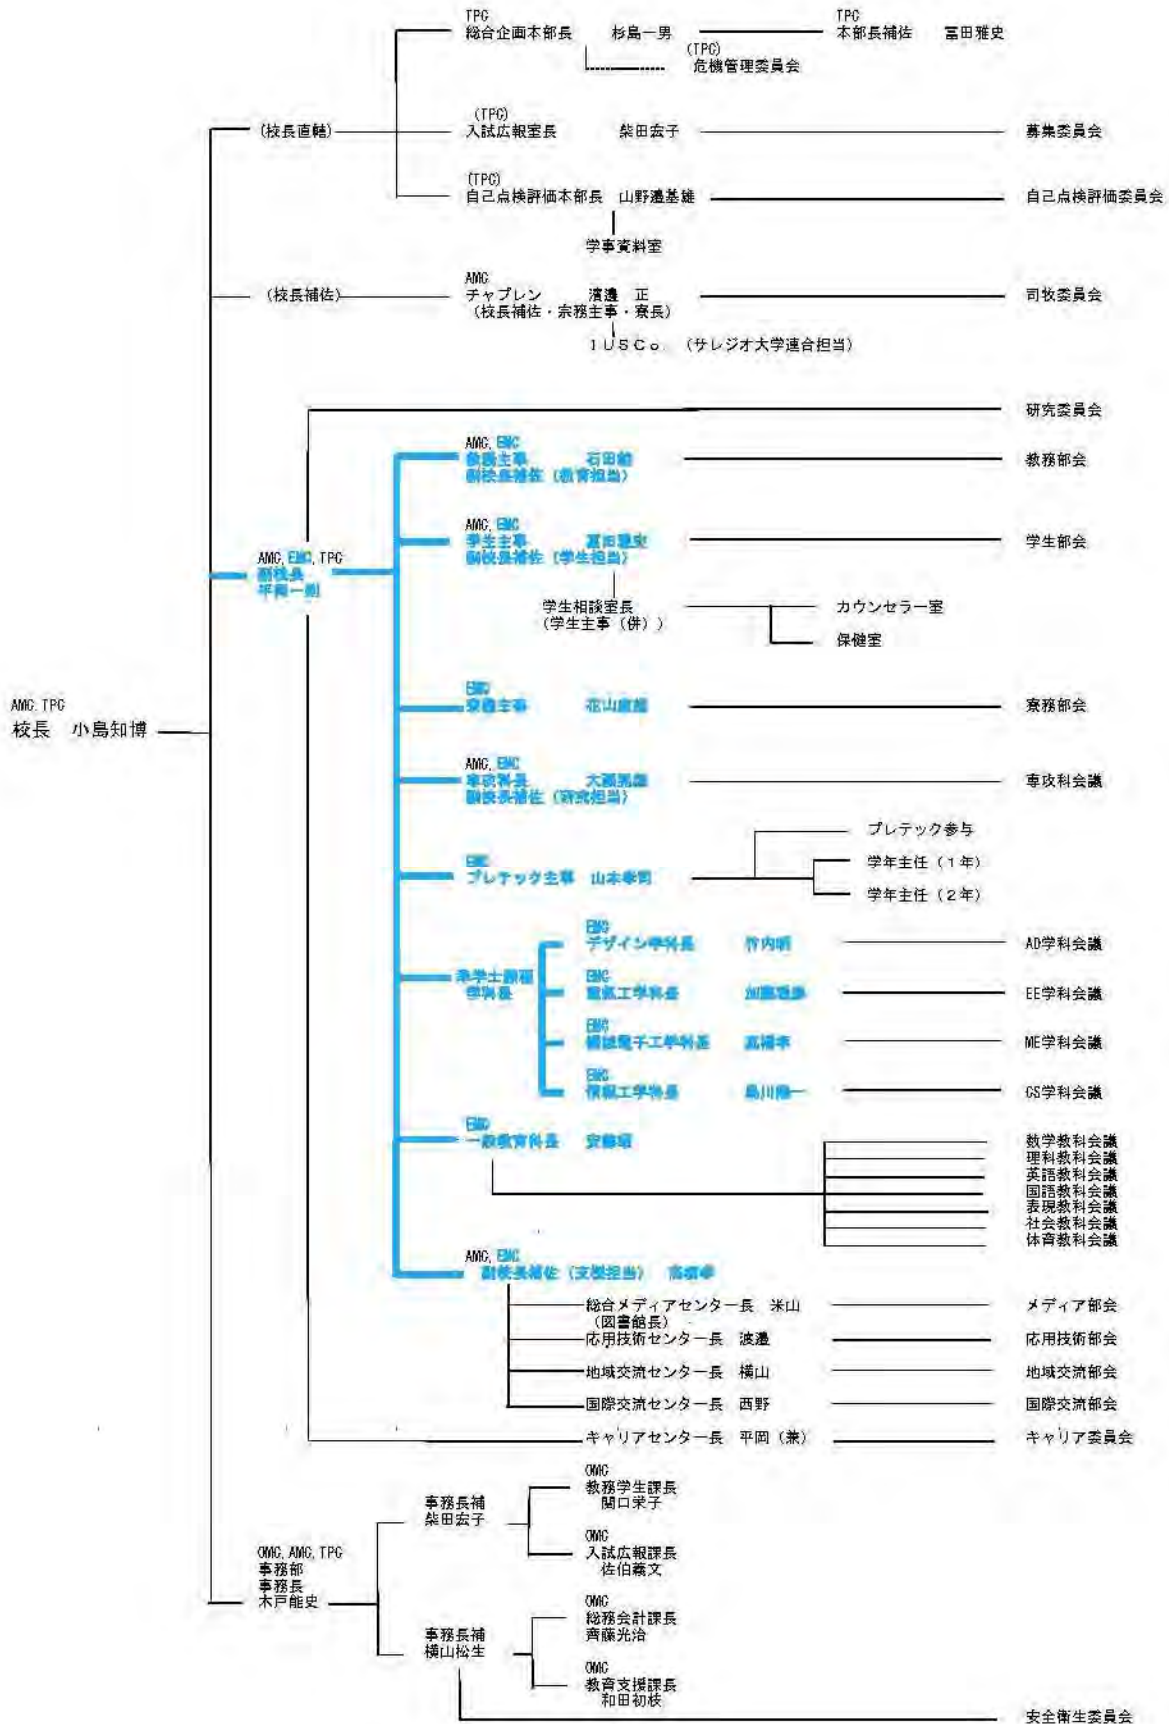 TPC
総合企画本部長 杉島一男
TPC
本部長補佐 冨田雅史
(TPC)
危機管理委員会
(校長直轄)
(TPC)
入試広報室長 柴田宏子
募集委員会
(TPC)
自己点検評価本部長 山野邉基雄
自己点検評価委員会
学事資料室
(校長補佐)
AMC
チャプレン 濱邉 正
司牧委員会
(校長補佐・宗務主事・寮長)
IUSCo. (サレジオ大学連合担当)
研究委員会
AMC, EMC
教務主事
教務部会
副校長補佐 (教育担当)
AMC, EMC
学生主事 冨田雅史
学生部会
副校長補佐 (学生担当)
AMC, EMC, TPC
副校長
平岡一則
学生相談室長
(学生主事 (併))
カウンセラー室
保健室
AMC, TPC
校長 小島知博
EMC
寮務主事
寮務部会
AMC, EMC
専攻科長
専攻科会議
副校長補佐 (研究担当)
EMC
プレテック主事 山本孝司
プレテック参与
学年主任 (1年)
学年主任 (2年)
準学士課程
学科長
EMC
デザイン学科長
AD学科会議
EMC
電気工学科長
EE学科会議
EMC
機械電子工学科長
ME学科会議
EMC
情報工学科長
CS学科会議
EMC
一般教育科長
数学教科会議
理科教科会議
英語教科会議
国語教科会議
表現教科会議
社会教科会議
体育教科会議
AMC, EMC
副校長補佐 (支援担当)
総合メディアセンター長 米山
メディア部会
(図書館長)
応用技術センター長 渡邉
応用技術部会
地域交流センター長 横山
地域交流部会
国際交流センター長 西野
国際交流部会
キャリアセンター長 平岡 (兼)
キャリア委員会
OMC, AMC, TPC
事務部
事務長
木戸能史
事務長補
柴田宏子
OMC
教務学生課長
関口栄子
OMC
入試広報課長
佐伯義文
事務長補
横山松生
OMC
総務会計課長
齊藤光治
OMC
教育支援課長
和田初枝
安全衛生委員会